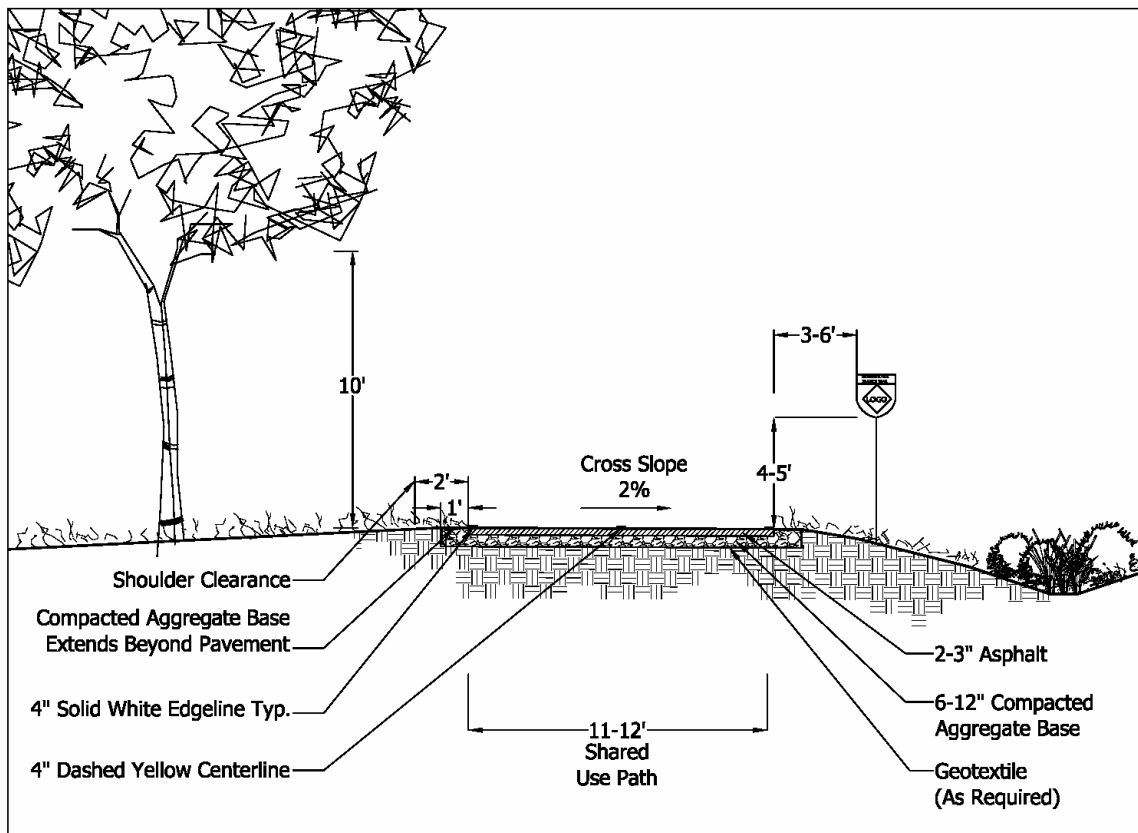 3-6'
LOGO
10'
4-5'
Cross Slope
2%
2'
1'
Shoulder Clearance
Compacted Aggregate Base
Extends Beyond Pavement
4" Solid White Edgeline Typ.
4" Dashed Yellow Centerline
11-12'
Shared
Use Path
2-3" Asphalt
6-12" Compacted
Aggregate Base
Geotextile
(As Required)